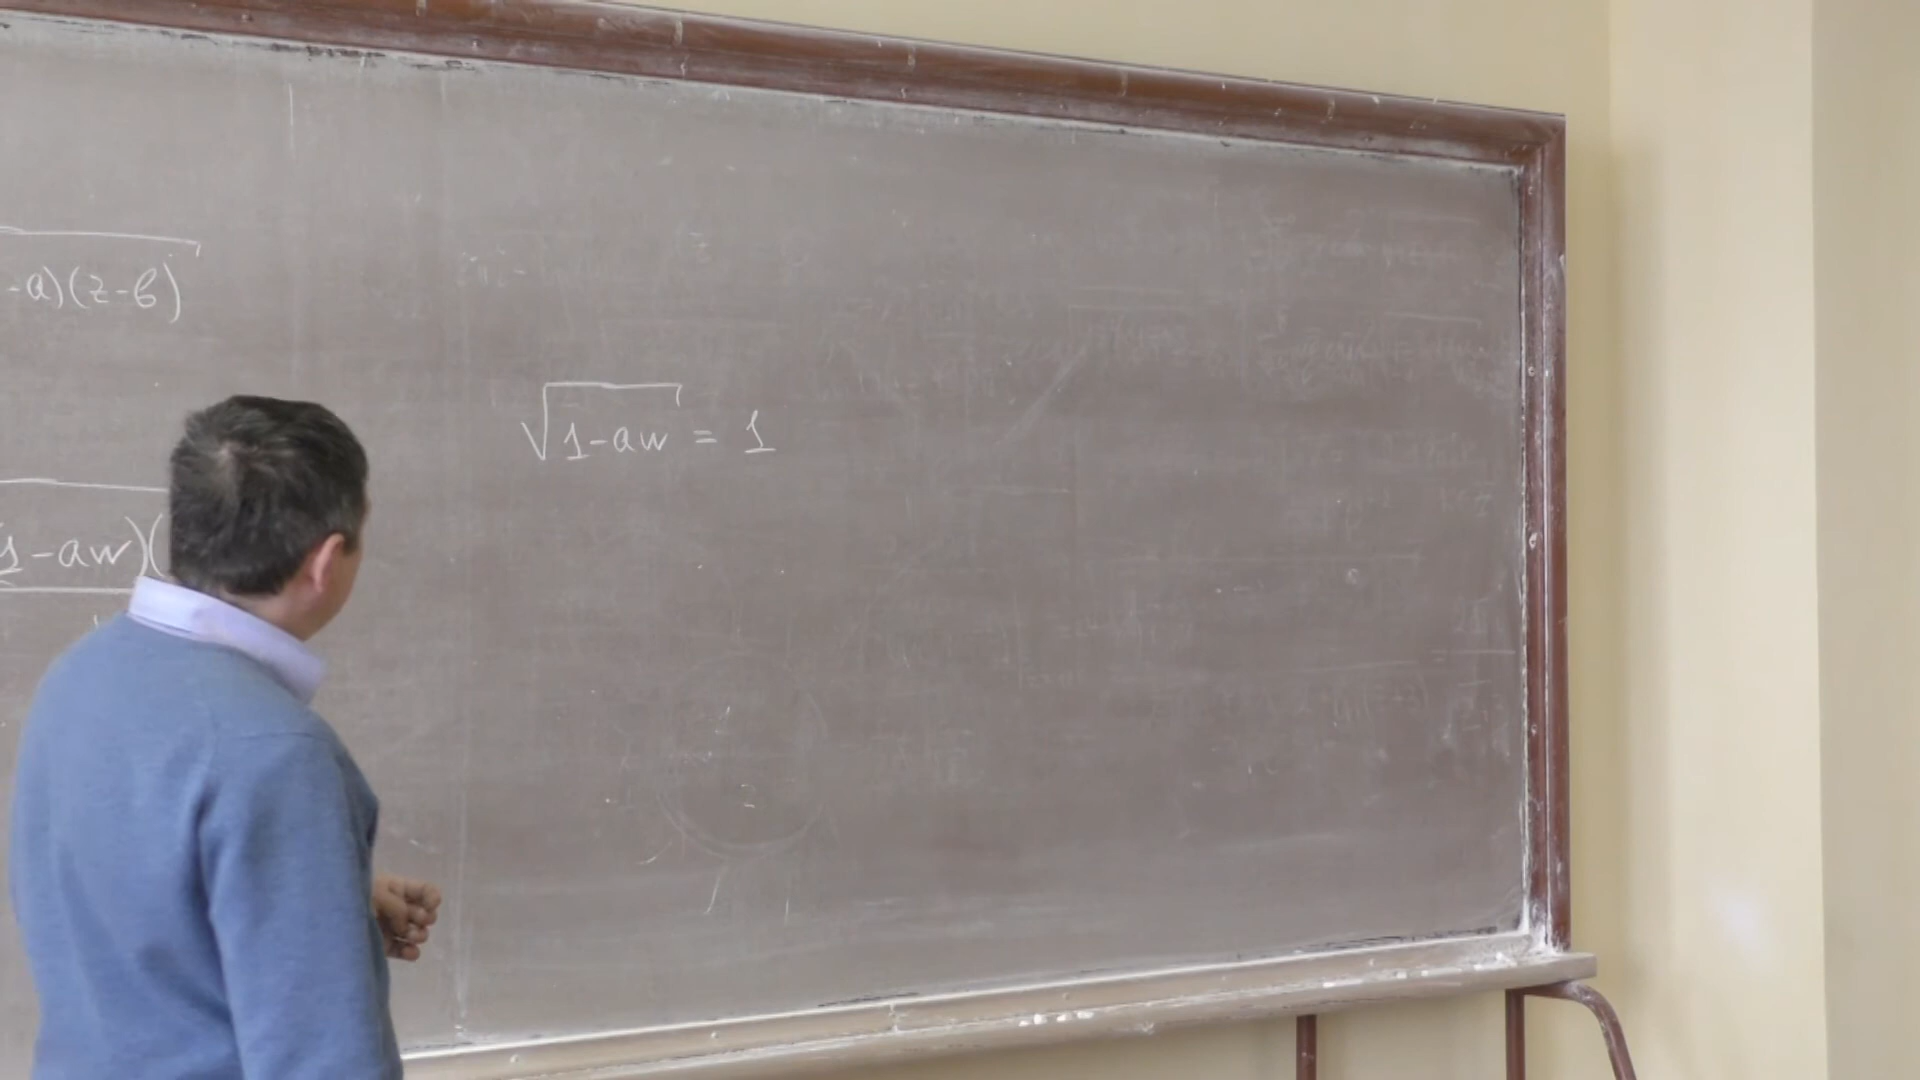 -a)(z-b)
√1-aw = 1
1-aw)(